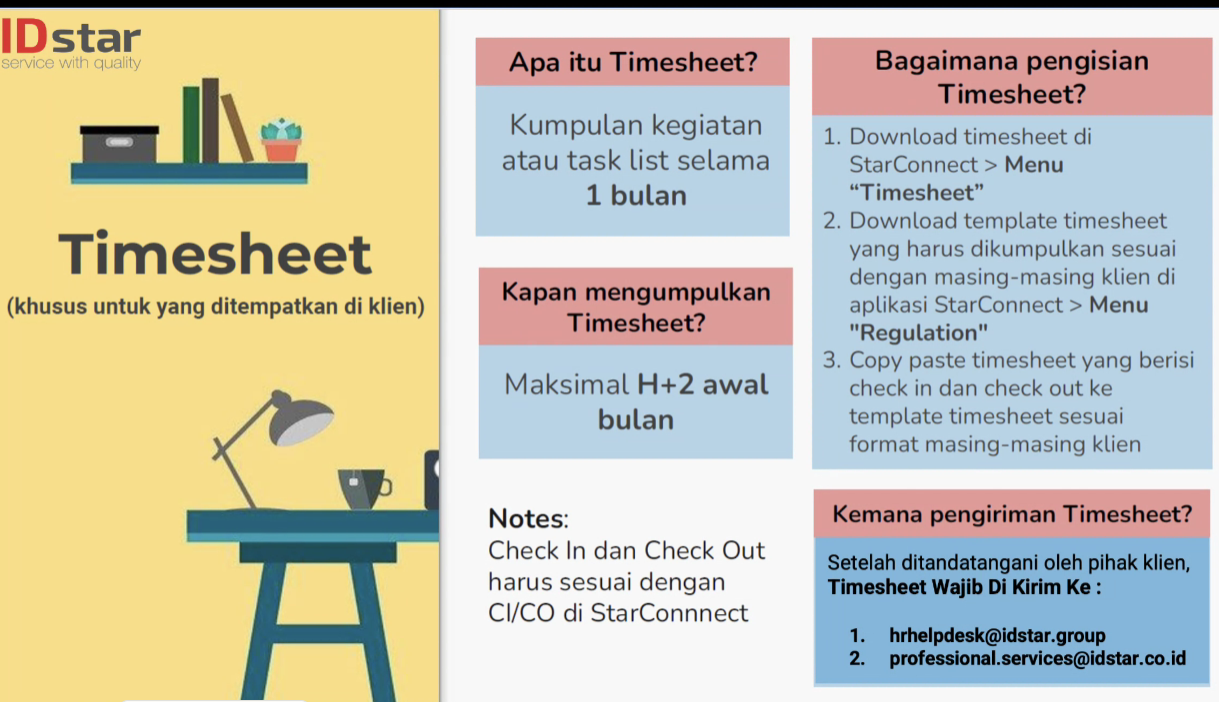 IDstar
service with quality
Timesheet
(khusus untuk yang ditempatkan di klien)
Apa itu Timesheet?
Kumpulan kegiatan
atau task list selama
1 bulan
Kapan mengumpulkan
Timesheet?
Maksimal H+2 awal
bulan
Notes:
Check In dan Check Out
harus sesuai dengan
CI/CO di StarConnnect
Bagaimana pengisian
Timesheet?
1. Download timesheet di
StarConnect > Menu
“Timesheet”
2. Download template timesheet
yang harus dikumpulkan sesuai
dengan masing-masing klien di
aplikasi StarConnect > Menu
"Regulation"
3. Copy paste timesheet yang berisi
check in dan check out ke
template timesheet sesuai
format masing-masing klien
Kemana pengiriman Timesheet?
Setelah ditandatangani oleh pihak klien,
Timesheet Wajib Di Kirim Ke :
1. hrhelpdesk@idstar.group
2. professional.services@idstar.co.id